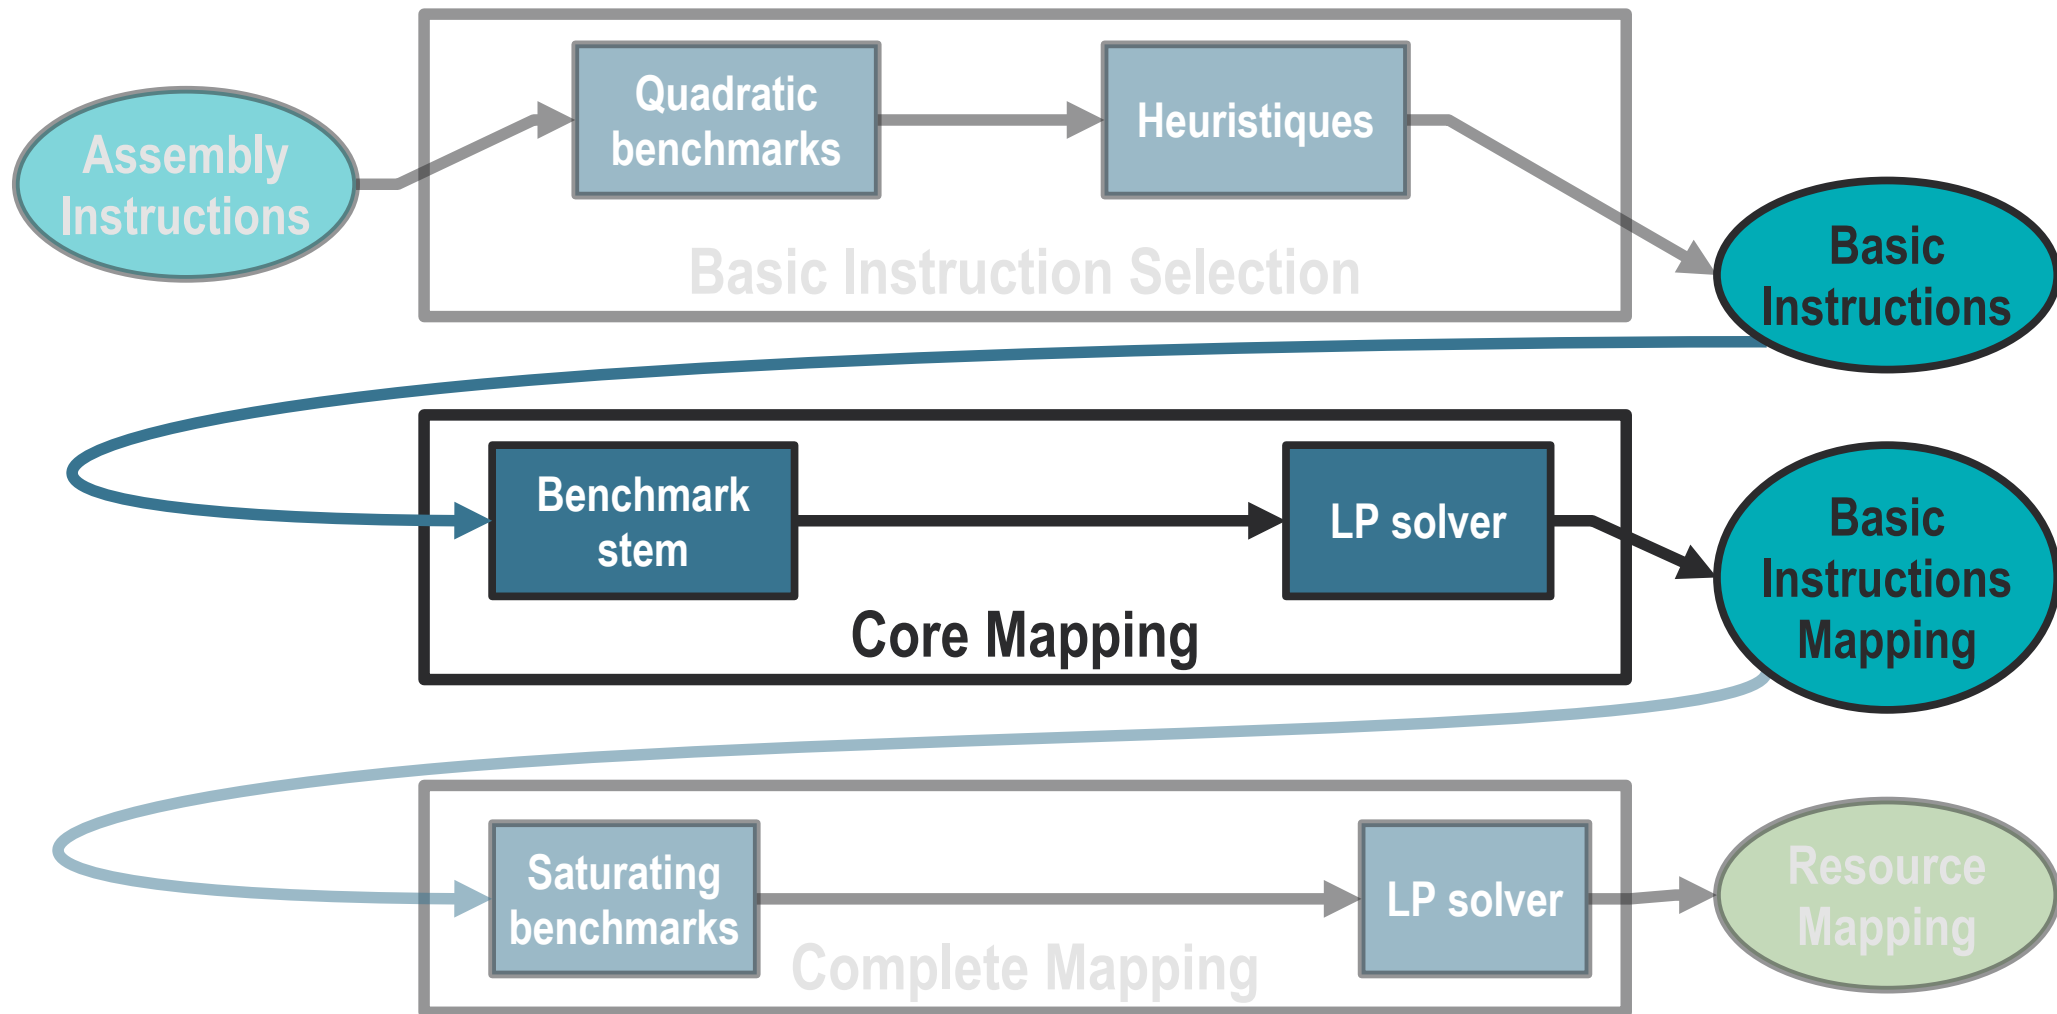 Assembly
Instructions
Quadratic
benchmarks
Heuristiques
Basic Instruction Selection
Basic
Instructions
Benchmark
stem
LP solver
Core Mapping
Basic
Instructions
Mapping
Saturating
benchmarks
LP solver
Complete Mapping
Resource
Mapping